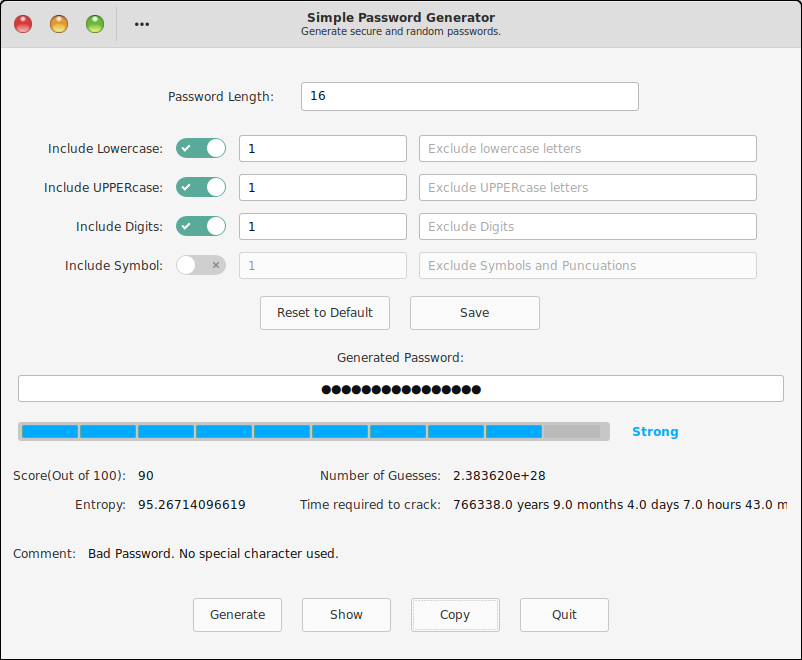 Simple Password Generator
Generate secure and random passwords.
Password Length: 16
Include Lowercase: 1 Exclude lowercase letters
Include UPPERcase: 1 Exclude UPPERcase letters
Include Digits: 1 Exclude Digits
Include Symbol: 1 Exclude Symbols and Puncuations
Reset to Default Save
Generated Password:
●●●●●●●●●●●●●●●●
Strong
Score(Out of 100): 90 Number of Guesses: 2.383620e+28
Entropy: 95.26714096619 Time required to crack: 766338.0 years 9.0 months 4.0 days 7.0 hours 43.0 m
Comment: Bad Password. No special character used.
Generate Show Copy Quit